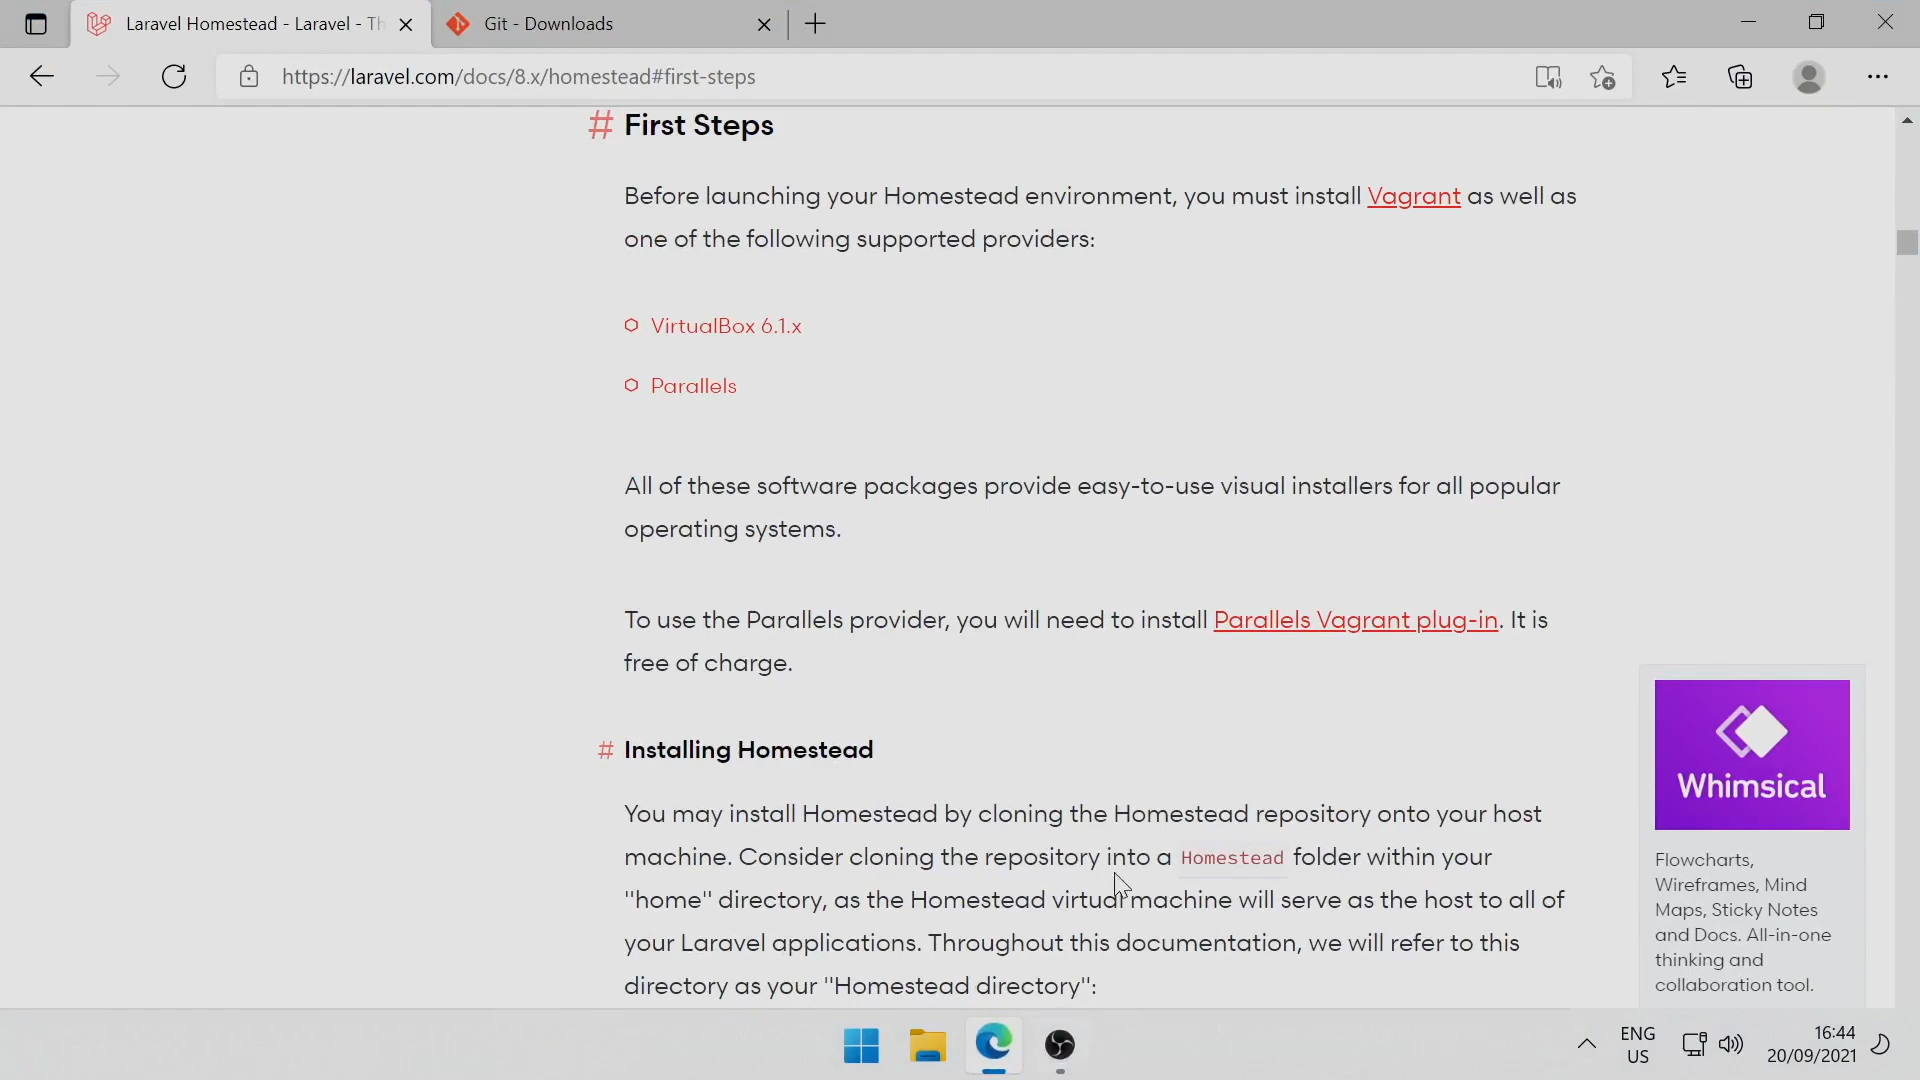 Laravel Homestead - Laravel - Th
Git - Downloads
https://laravel.com/docs/8.x/homestead#first-steps
# First Steps
Before launching your Homestead environment, you must install Vagrant as well as
one of the following supported providers:
VirtualBox 6.1.x
Parallels
All of these software packages provide easy-to-use visual installers for all popular
operating systems.
To use the Parallels provider, you will need to install Parallels Vagrant plug-in. It is
free of charge.
# Installing Homestead
You may install Homestead by cloning the Homestead repository onto your host
machine. Consider cloning the repository into a Homestead folder within your
"home" directory, as the Homestead virtual machine will serve as the host to all of
your Laravel applications. Throughout this documentation, we will refer to this
directory as your "Homestead directory":
Whimsical
Flowcharts,
Wireframes, Mind
Maps, Sticky Notes
and Docs. All-in-one
thinking and
collaboration tool.
ENG
US
16:44
20/09/2021